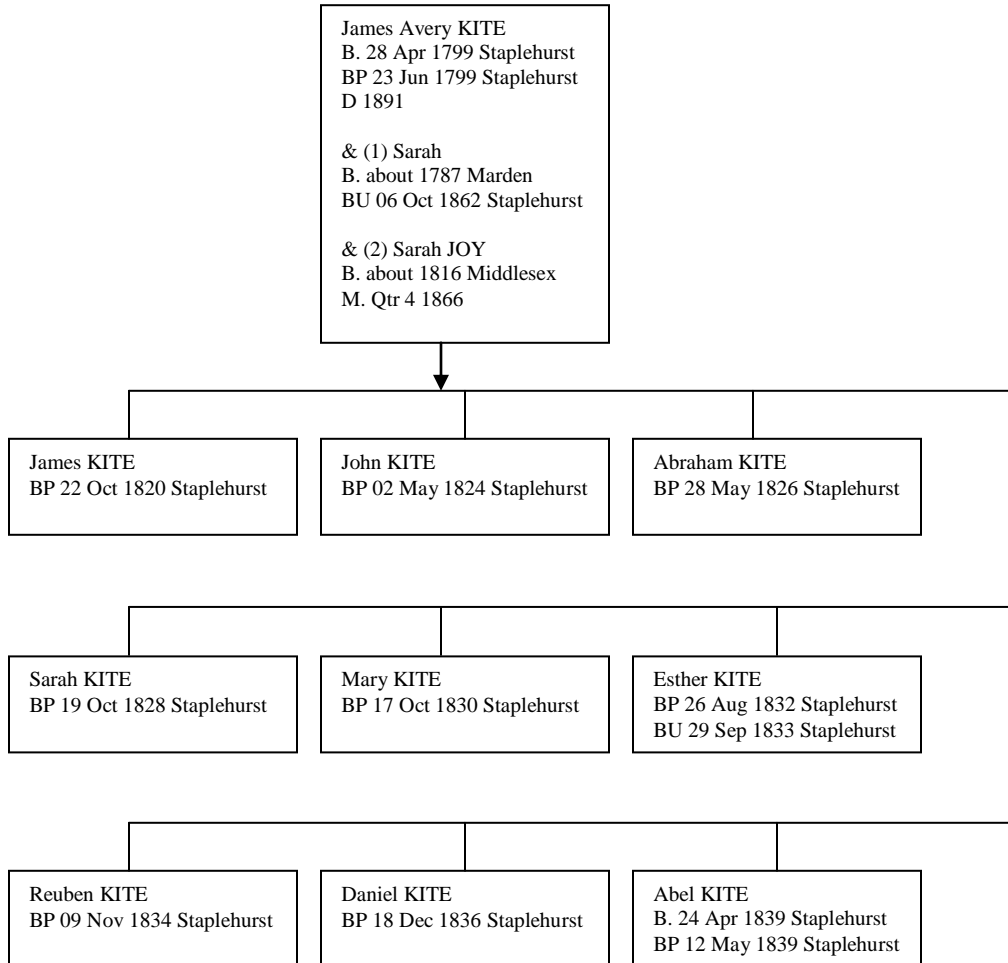 James Avery KITE
B. 28 Apr 1799 Staplehurst
BP 23 Jun 1799 Staplehurst
D 1891
& (1) Sarah
B. about 1787 Marden
BU 06 Oct 1862 Staplehurst
& (2) Sarah JOY
B. about 1816 Middlesex
M. Qtr 4 1866
James KITE
BP 22 Oct 1820 Staplehurst
John KITE
BP 02 May 1824 Staplehurst
Abraham KITE
BP 28 May 1826 Staplehurst
Sarah KITE
BP 19 Oct 1828 Staplehurst
Mary KITE
BP 17 Oct 1830 Staplehurst
Esther KITE
BP 26 Aug 1832 Staplehurst
BU 29 Sep 1833 Staplehurst
Reuben KITE
BP 09 Nov 1834 Staplehurst
Daniel KITE
BP 18 Dec 1836 Staplehurst
Abel KITE
B. 24 Apr 1839 Staplehurst
BP 12 May 1839 Staplehurst